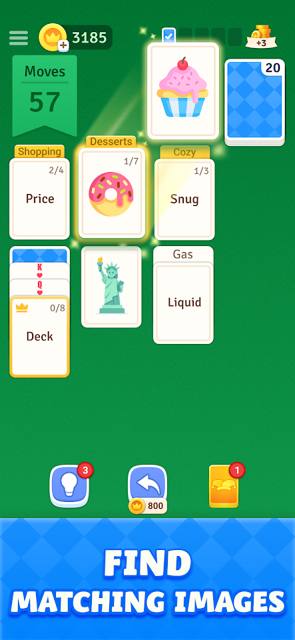 3185
+3
Moves
57
20
Desserts
1/7
Shopping
2/4
Price
Cozy
1/3
Snug
K
Q
0/8
Deck
Gas
Liquid
3
800
1
FIND
MATCHING IMAGES